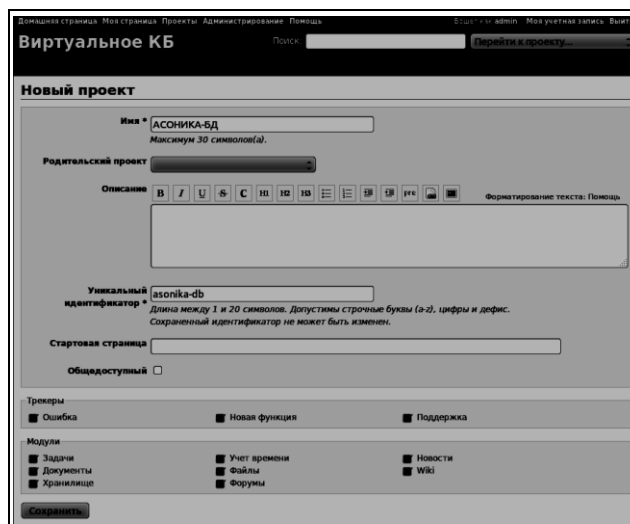 Домашняя страница Моя страница Проекты Администрирование Помощь
Вошли как admin Моя учетная запись Выйт
Виртуальное КБ
Поиск:
Перейти к проекту...
Новый проект
Имя * АСОНИКА-БД
Максимум 30 символов(а).
Родительский проект
Описание B I U S C H1 H2 H3 pre Форматирование текста: Помощь
Уникальный
идентификатор * asonika-db
Длина между 1 и 20 символов. Допустимы строчные буквы (a-z), цифры и дефис.
Сохраненный идентификатор не может быть изменен.
Стартовая страница
Общедоступный
Трекеры
Ошибка Новая функция Поддержка
Модули
Задачи Учет времени Новости
Документы Файлы Wiki
Хранилище Форумы
Сохранить